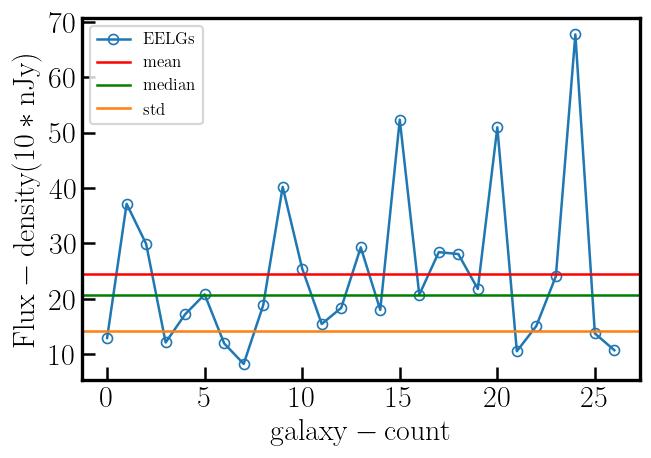 70
60
50
40
30
20
10
Flux − density(10 * nJy)
EELGs
mean
median
std
0 5 10 15 20 25
galaxy − count